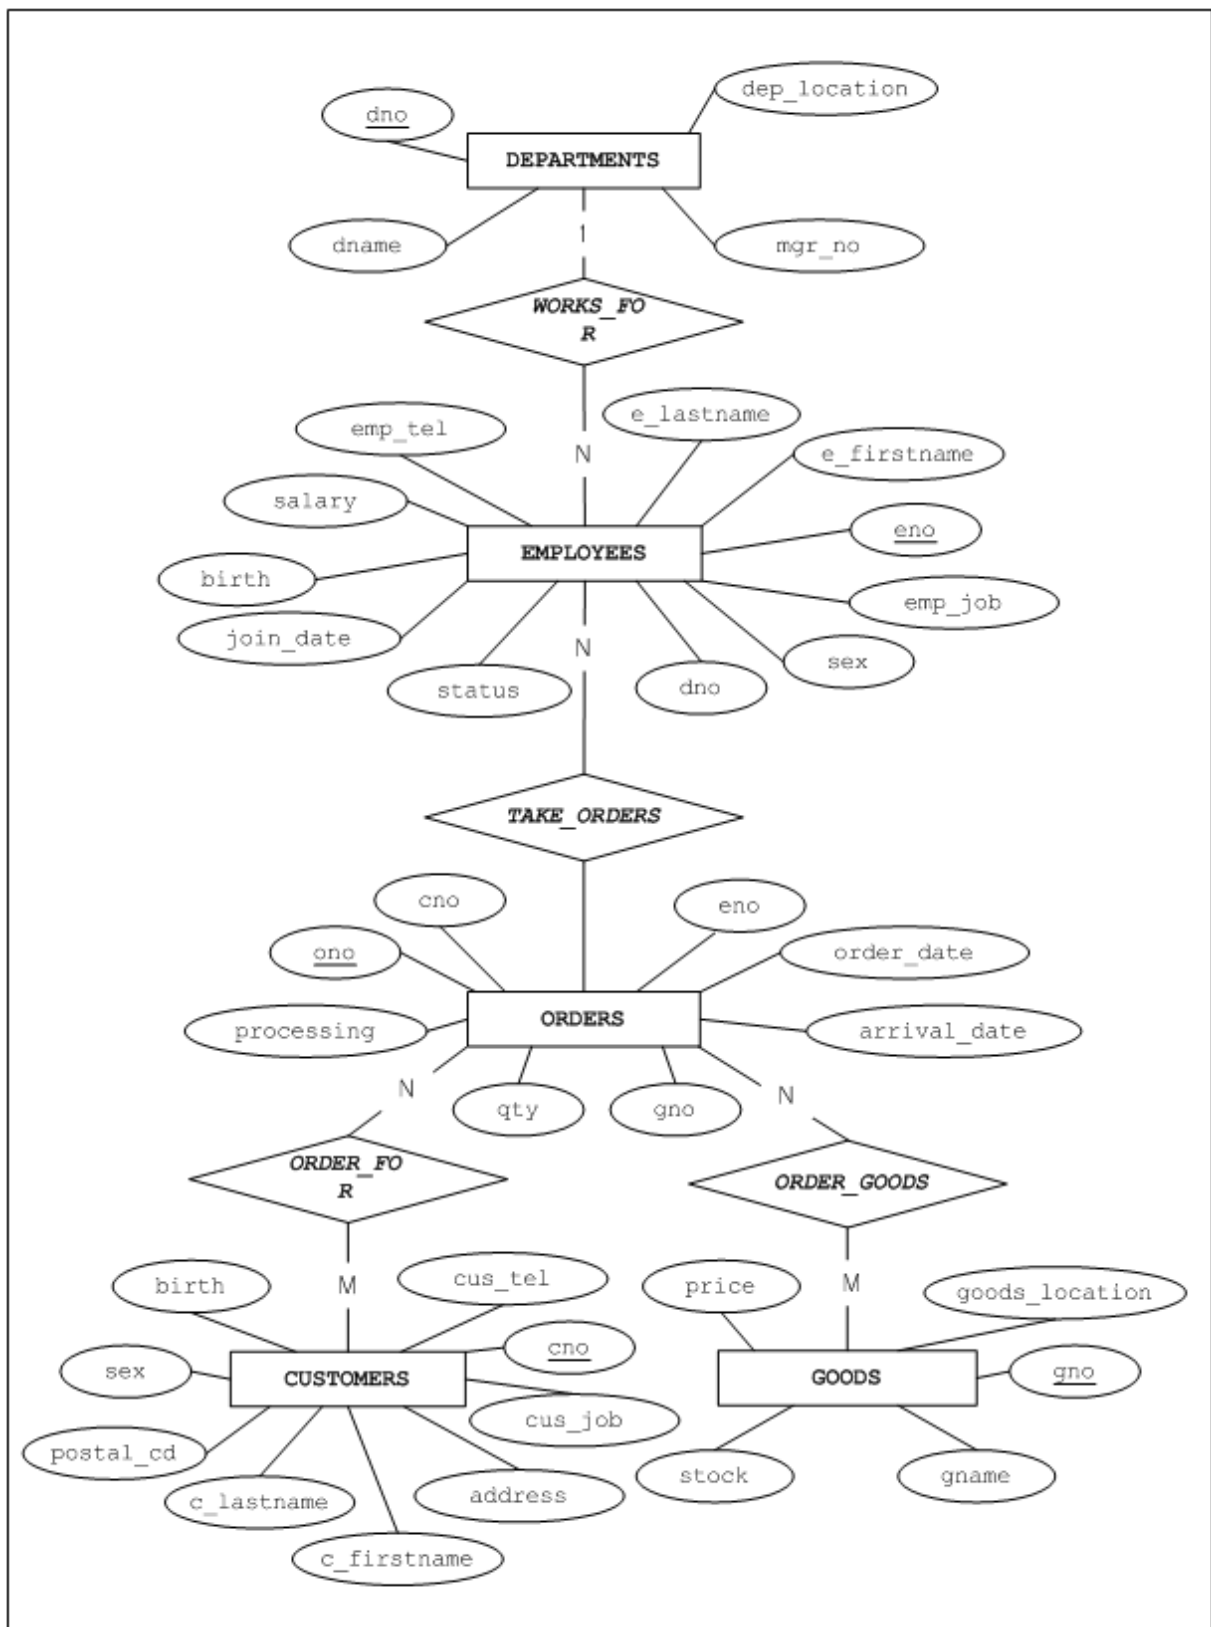 dep_location
dno
DEPARTMENTS
dname
1
mgr_no
WORKS_FO
R
e_lastname
emp_tel
e_firstname
N
salary
eno
EMPLOYEES
birth
emp_job
join_date
N
sex
status
dno
TAKE_ORDERS
cno
eno
ono
order_date
processing
ORDERS
arrival_date
N
qty
gno
N
ORDER_FO
R
ORDER_GOODS
birth
cus_tel
M
price
M
goods_location
sex
cno
CUSTOMERS
GOODS
gno
cus_job
postal_cd
c_lastname
address
stock
gname
c_firstname